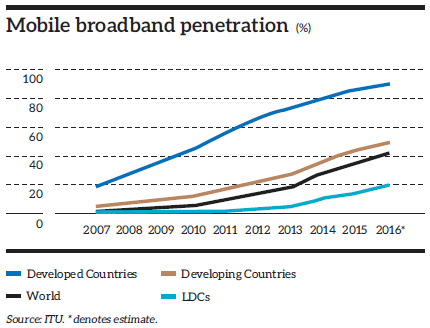 Mobile broadband penetration (%)
100
80
60
40
20
0
2007 2008 2009 2010 2011 2012 2013 2014 2015 2016*
Developed Countries Developing Countries
World LDCs
Source: ITU. * denotes estimate.